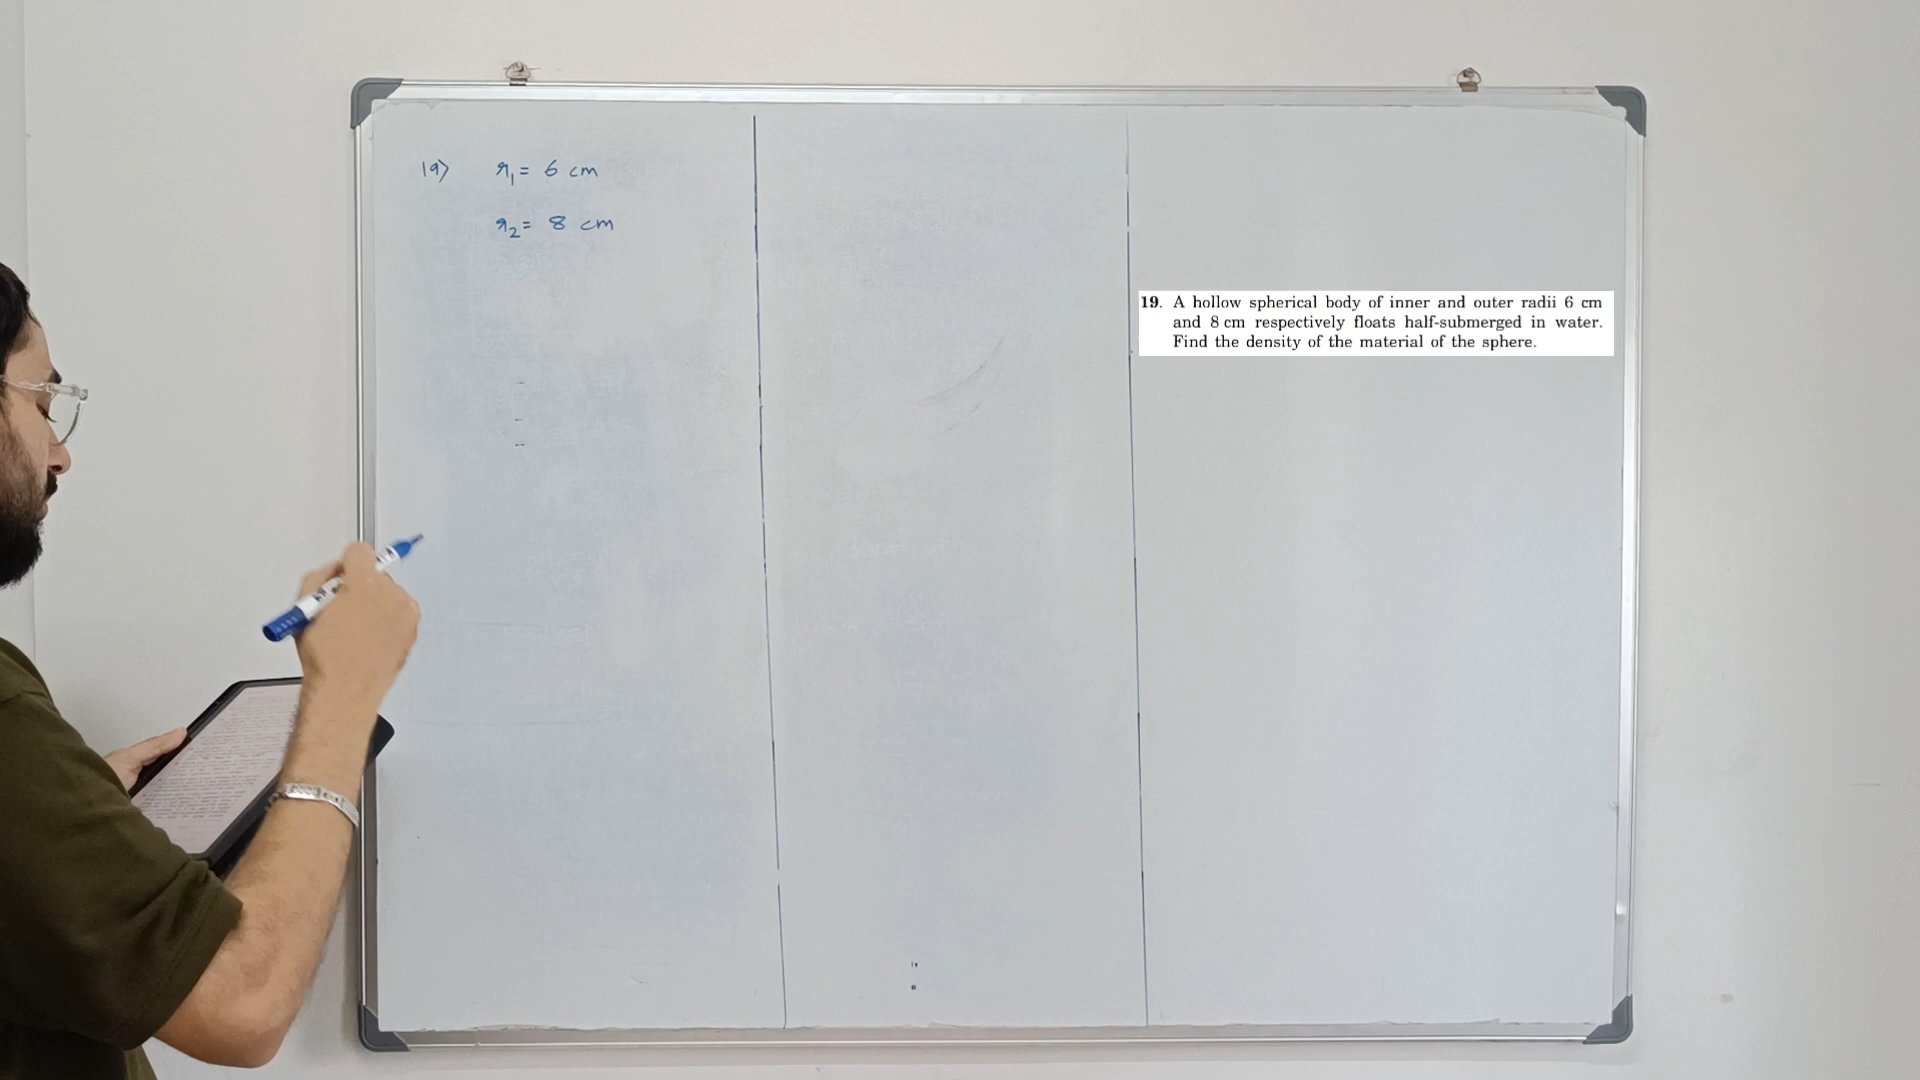 19) r₁ = 6 cm
r₂ = 8 cm
19. A hollow spherical body of inner and outer radii 6 cm
and 8 cm respectively floats half-submerged in water.
Find the density of the material of the sphere.